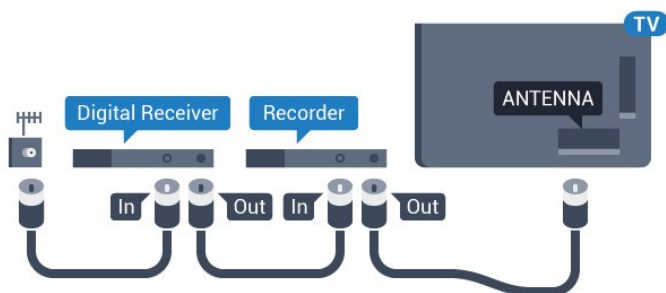 TV
ANTENNA
Digital Receiver
Recorder
In
Out
In
Out